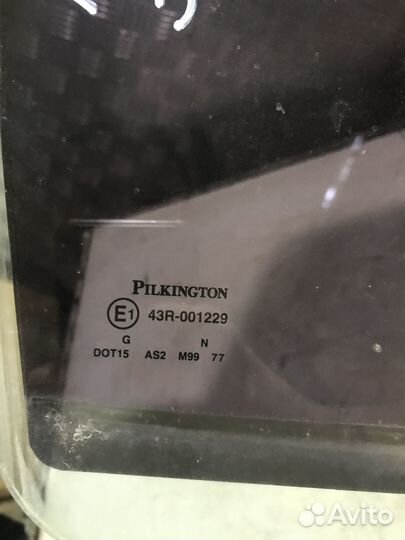 PILKINGTON
E1 43R-001229
G N
DOT15 AS2 M99 77
Avito